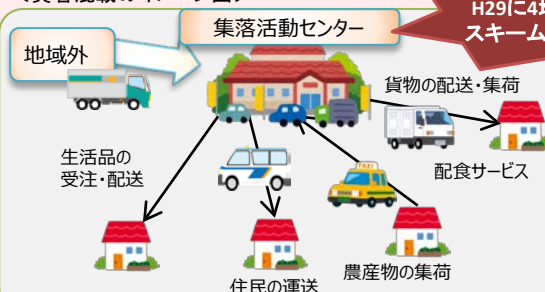 H29に4
スキーム
集落活動センター
地域外
貨物の配送・集荷
生活品の
受注・配送
TAXI
配食サービス
農産物の集荷
住民の運送